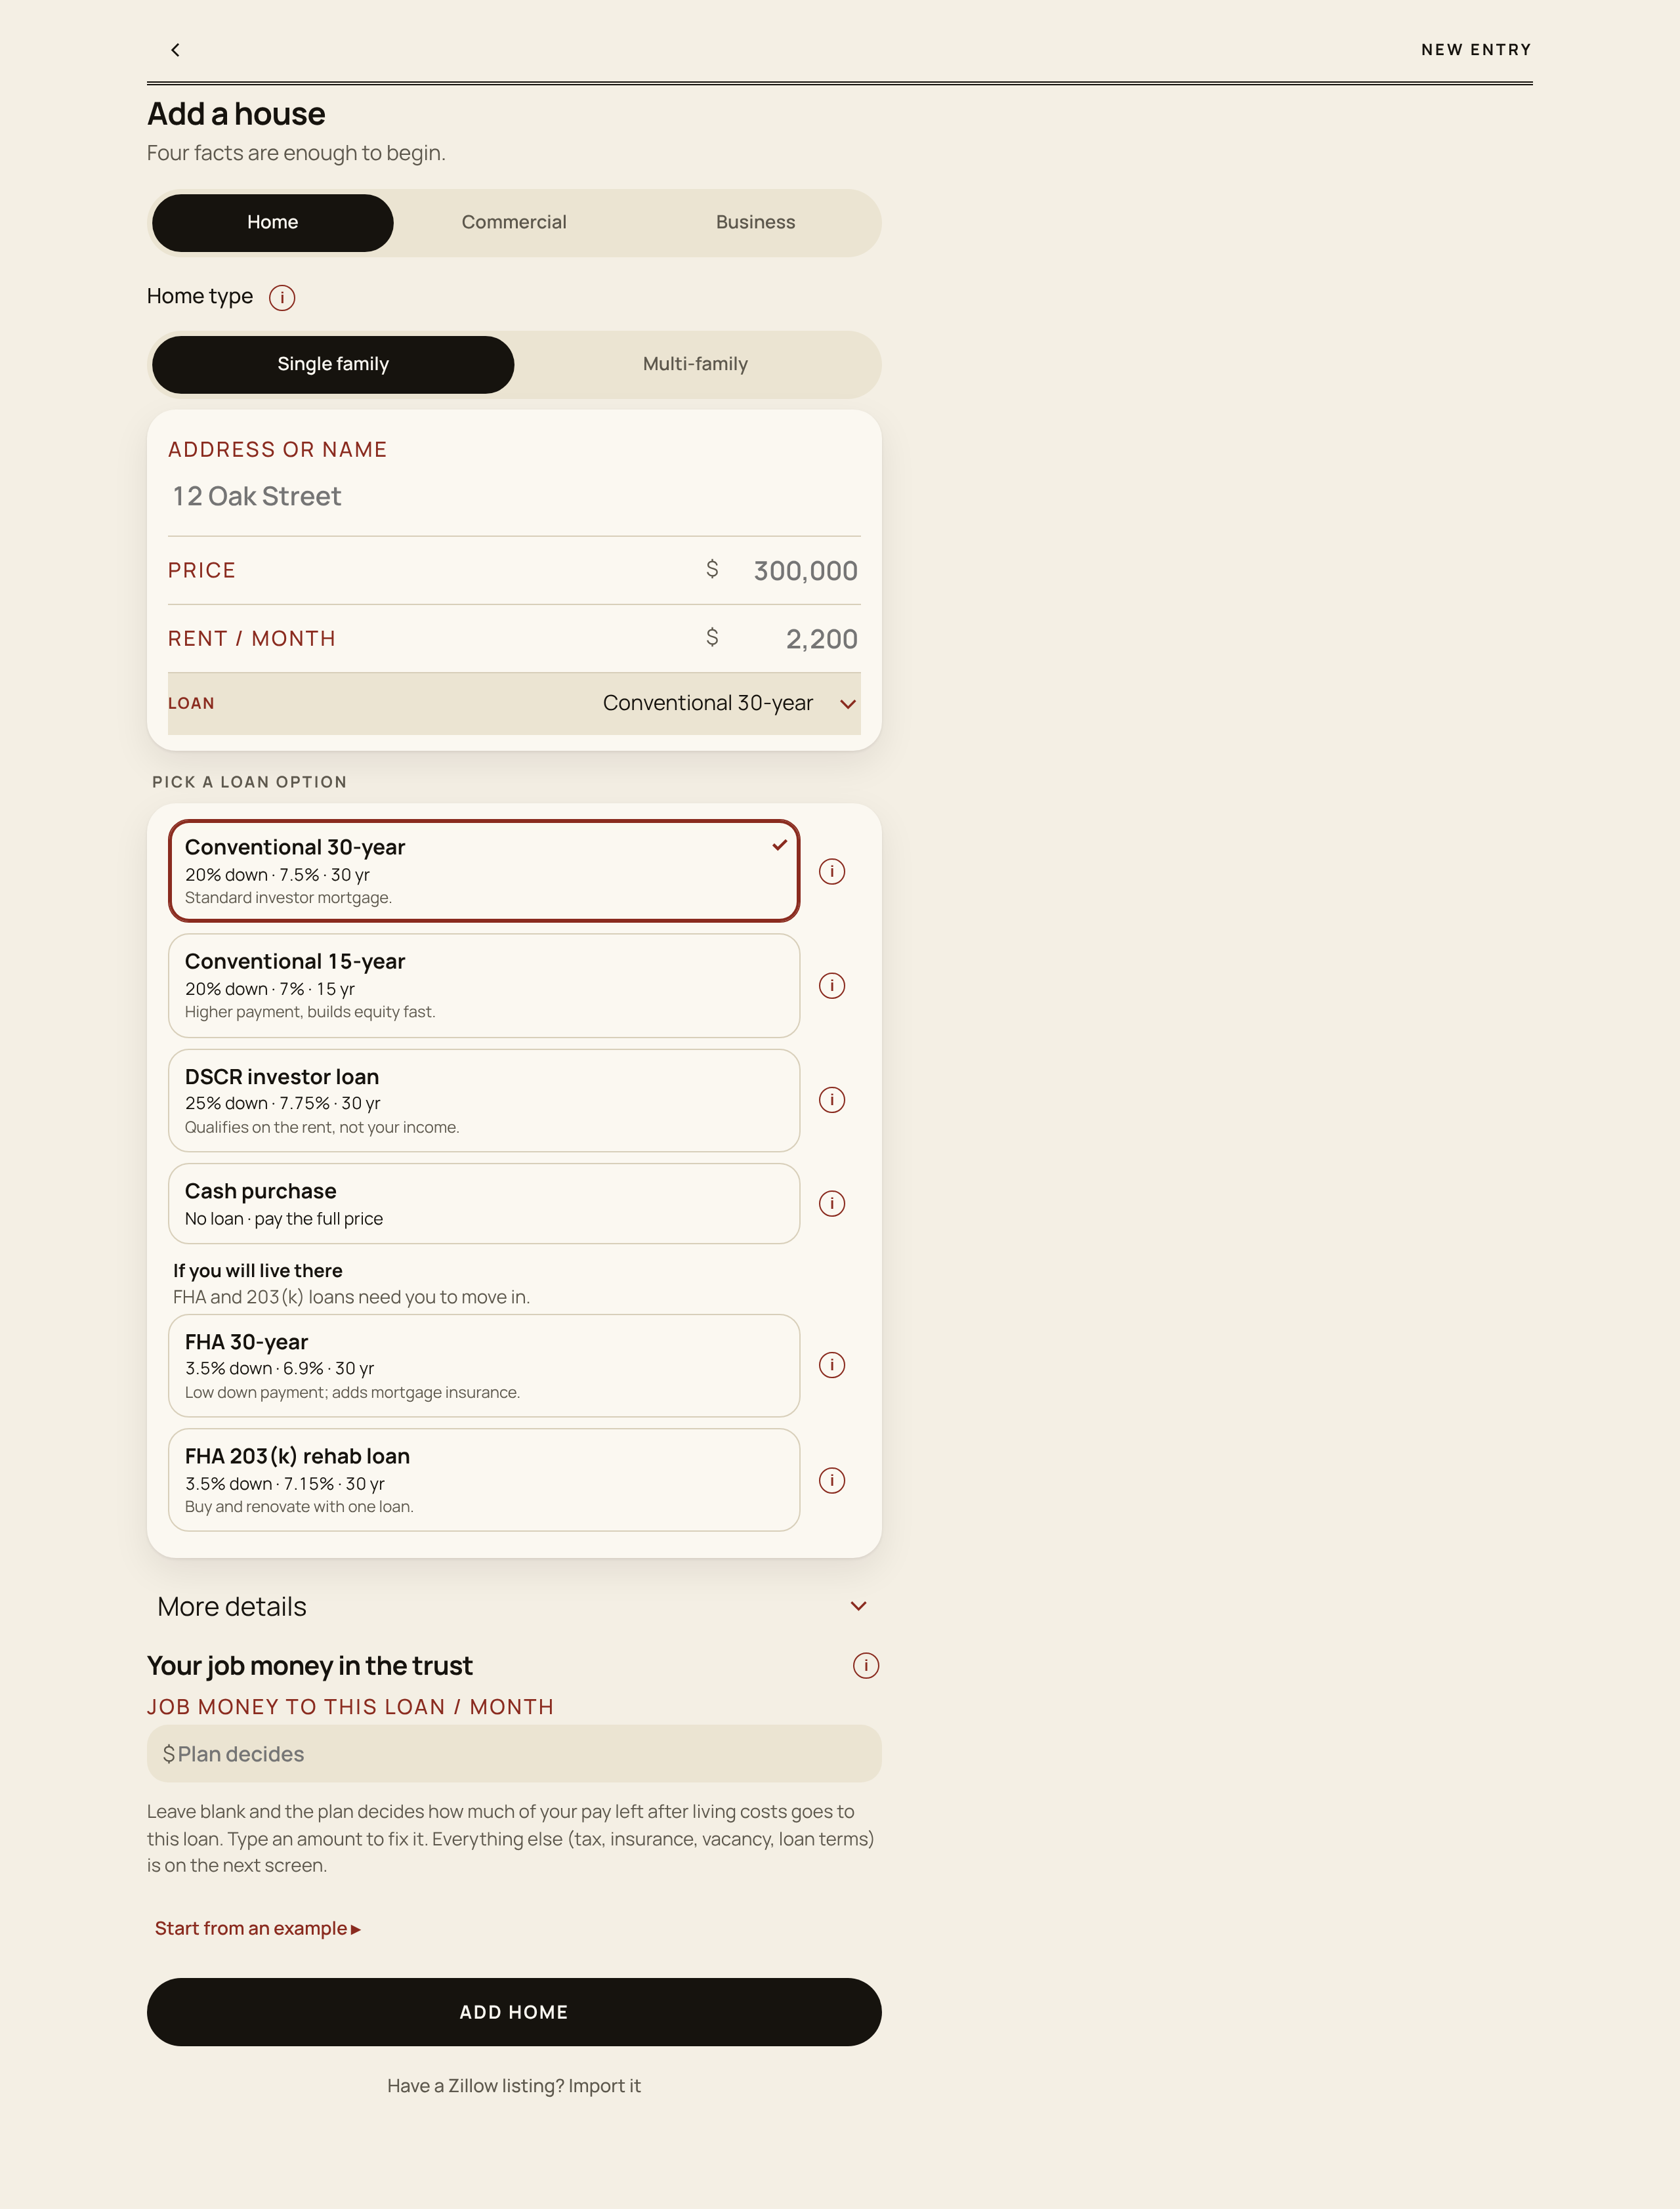 NEW ENTRY
Add a house
Four facts are enough to begin.
Home Commercial Business
Home type i
Single family Multi-family
ADDRESS OR NAME
12 Oak Street
PRICE $ 300,000
RENT / MONTH $ 2,200
LOAN Conventional 30-year
PICK A LOAN OPTION
Conventional 30-year
20% down · 7.5% · 30 yr
Standard investor mortgage.
i
Conventional 15-year
20% down · 7% · 15 yr
Higher payment, builds equity fast.
i
DSCR investor loan
25% down · 7.75% · 30 yr
Qualifies on the rent, not your income.
i
Cash purchase
No loan · pay the full price
i
If you will live there
FHA and 203(k) loans need you to move in.
FHA 30-year
3.5% down · 6.9% · 30 yr
Low down payment; adds mortgage insurance.
i
FHA 203(k) rehab loan
3.5% down · 7.15% · 30 yr
Buy and renovate with one loan.
i
More details
Your job money in the trust i
JOB MONEY TO THIS LOAN / MONTH
$ Plan decides
Leave blank and the plan decides how much of your pay left after living costs goes to
this loan. Type an amount to fix it. Everything else (tax, insurance, vacancy, loan terms)
is on the next screen.
Start from an example ▸
ADD HOME
Have a Zillow listing? Import it